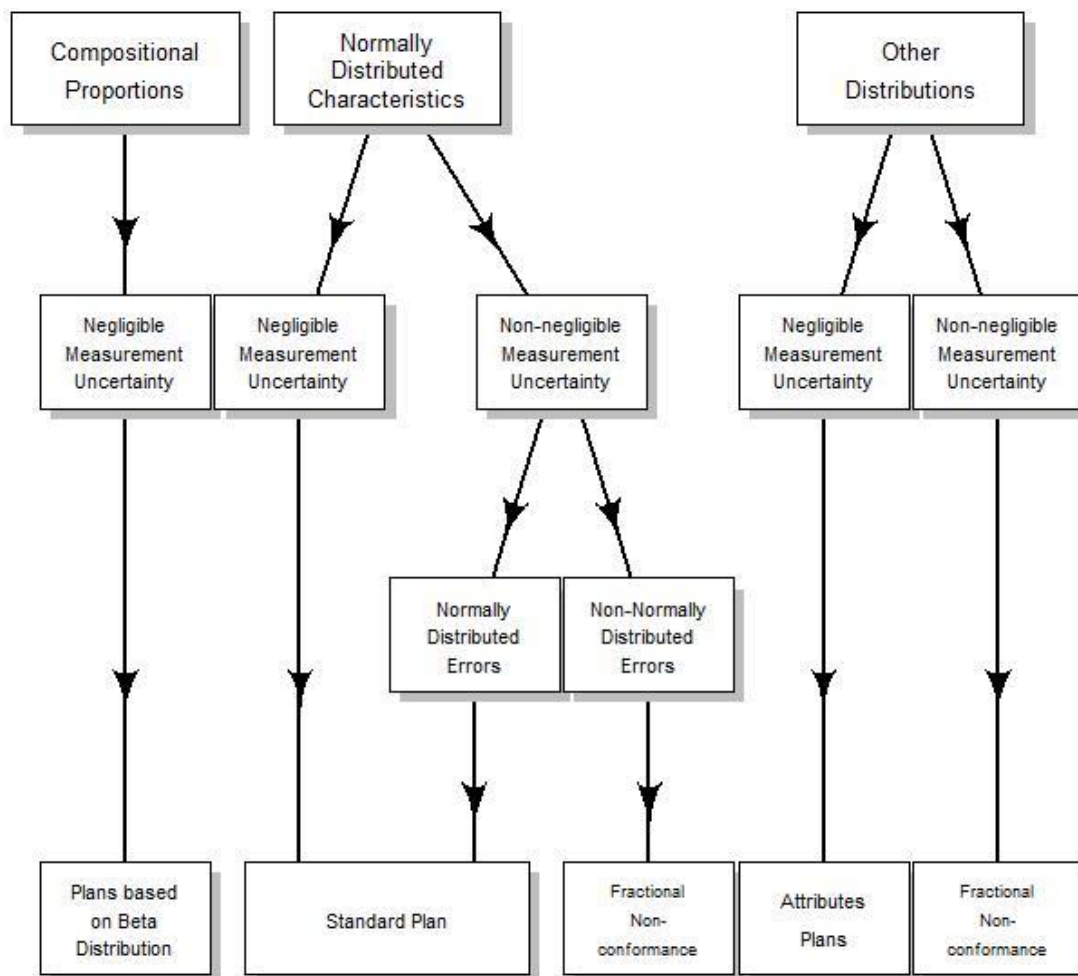 Compositional
Proportions
Normally
Distributed
Characteristics
Other
Distributions
Negligible
Measurement
Uncertainty
Negligible
Measurement
Uncertainty
Non-negligible
Measurement
Uncertainty
Negligible
Measurement
Uncertainty
Non-negligible
Measurement
Uncertainty
Normally
Distributed
Errors
Non-Normally
Distributed
Errors
Plans based
on Beta
Distribution
Standard Plan
Fractional
Non-
conformance
Attributes
Plans
Fractional
Non-
conformance